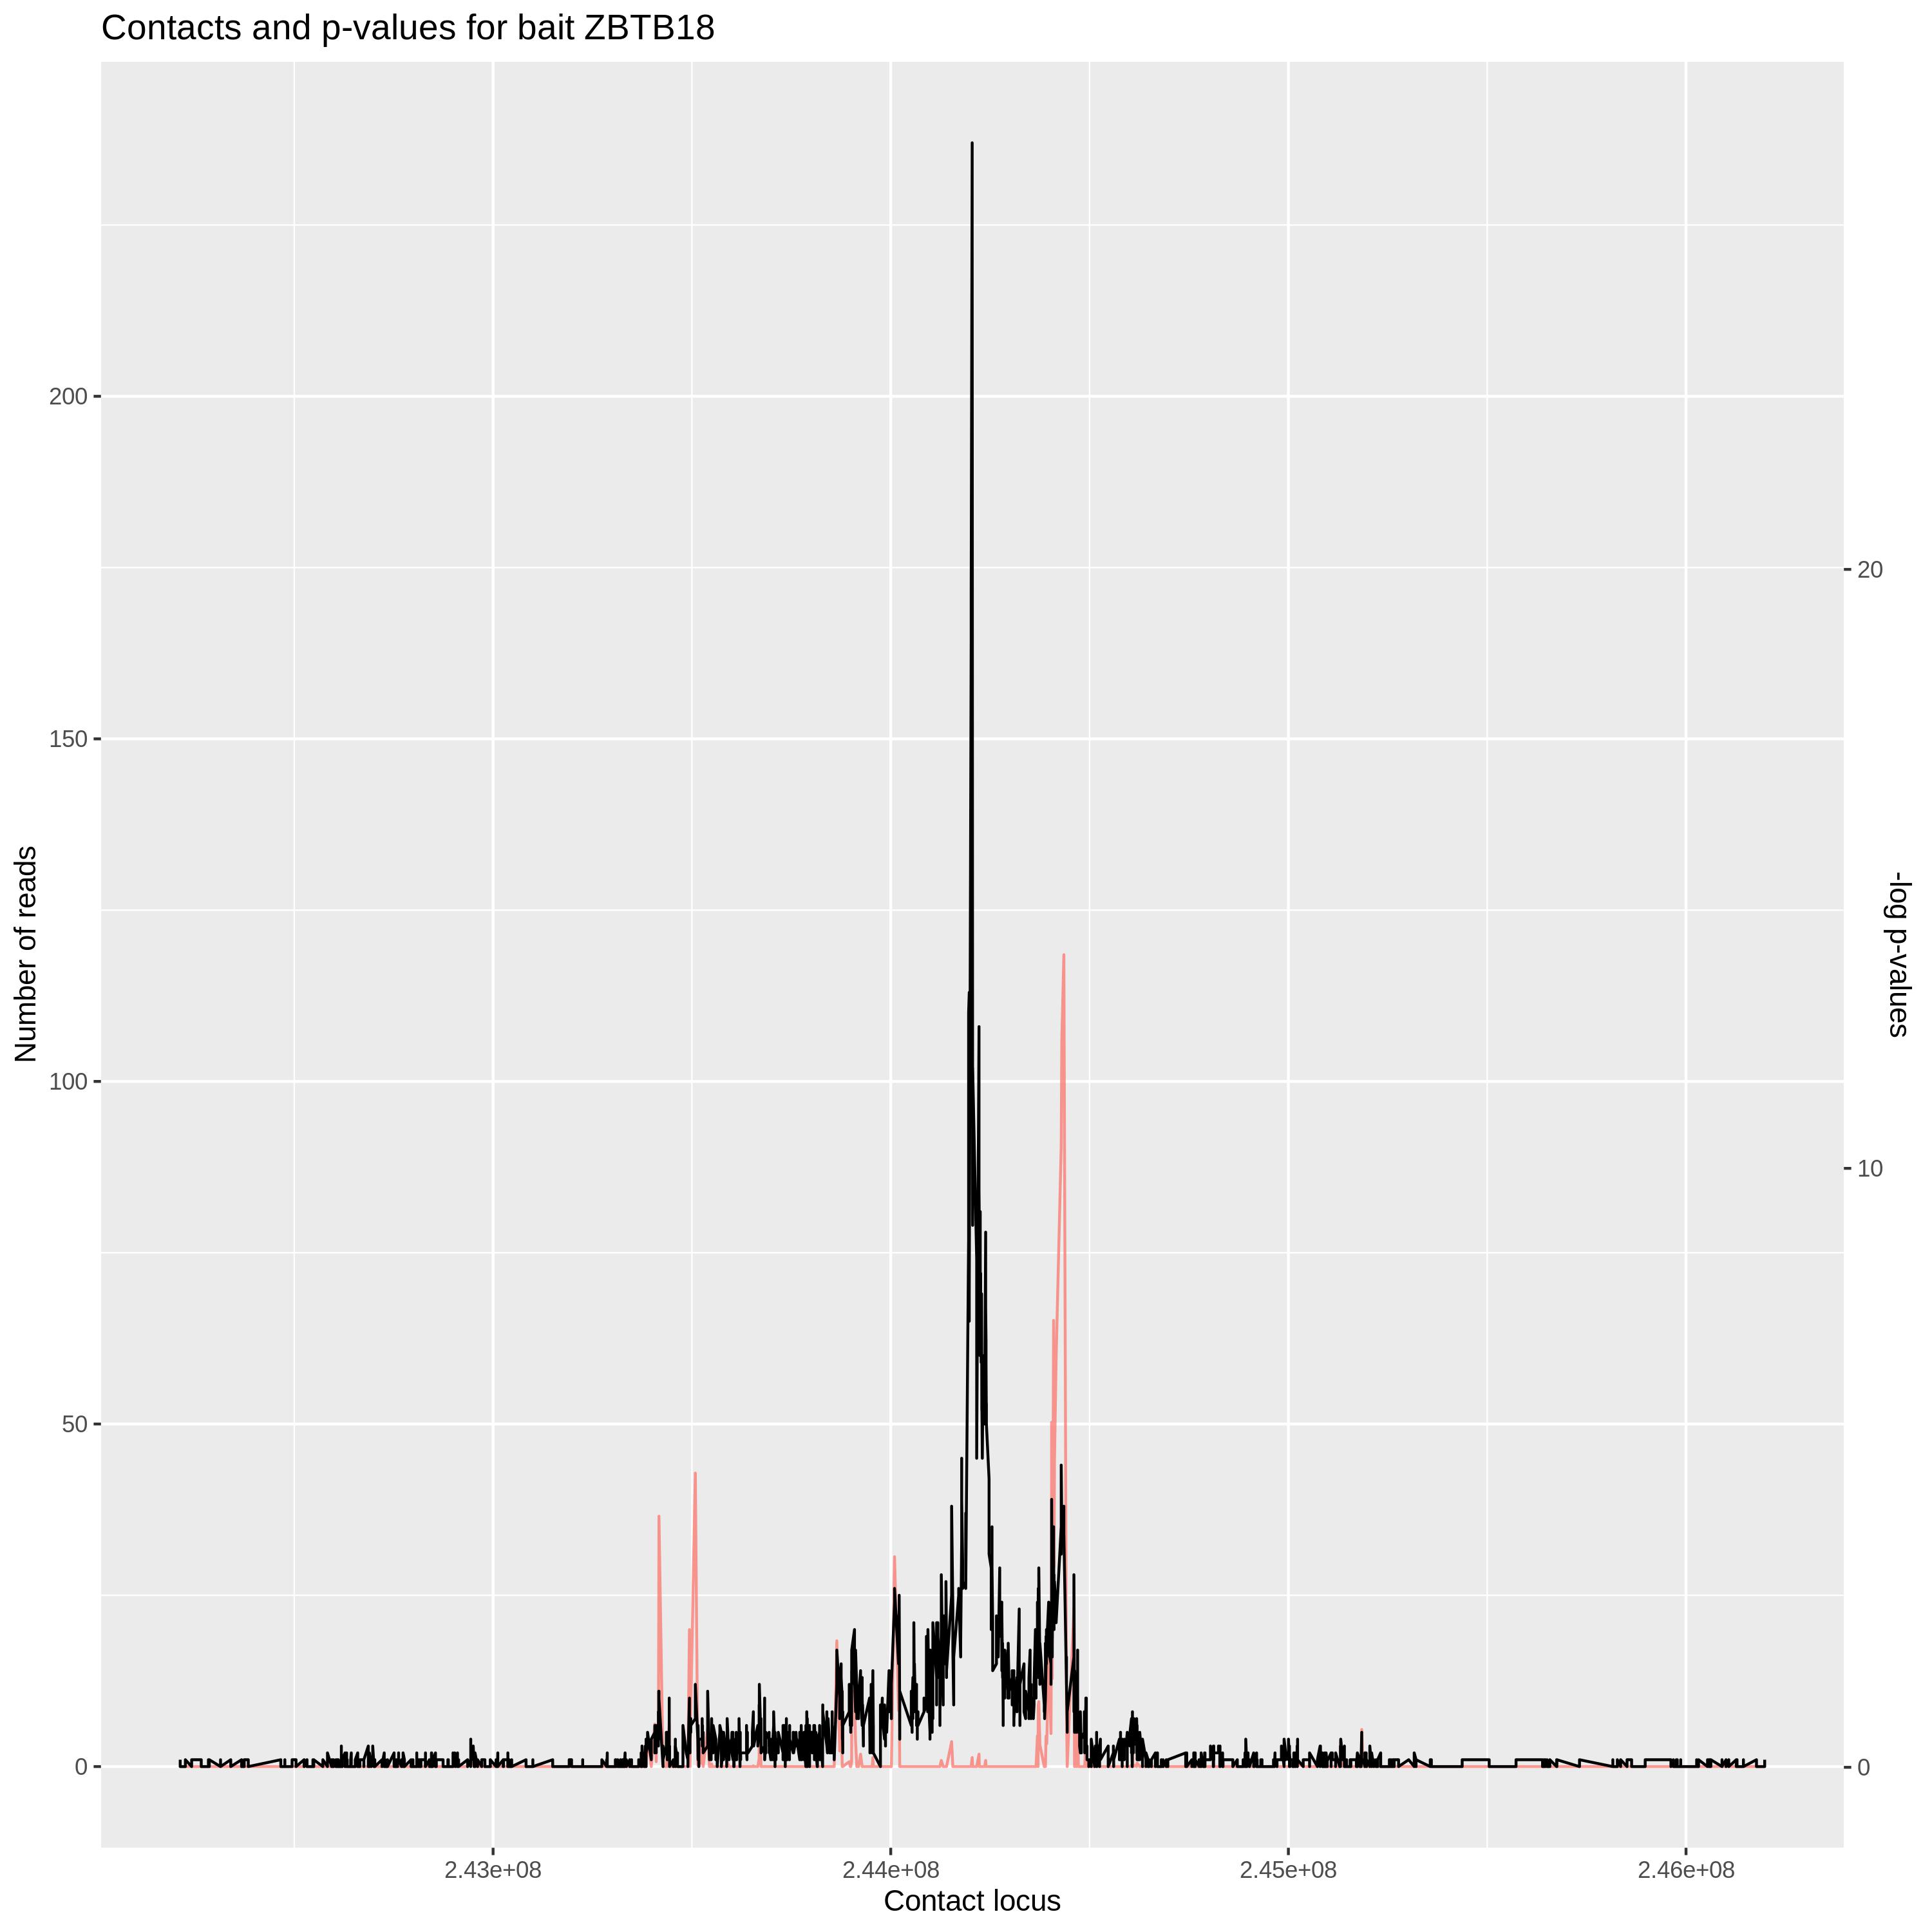 Contacts and p-values for bait ZBTB18
200
150
100
50
0
Number of reads
20
10
0
-log p-values
2.43e+08 2.44e+08 2.45e+08 2.46e+08
Contact locus